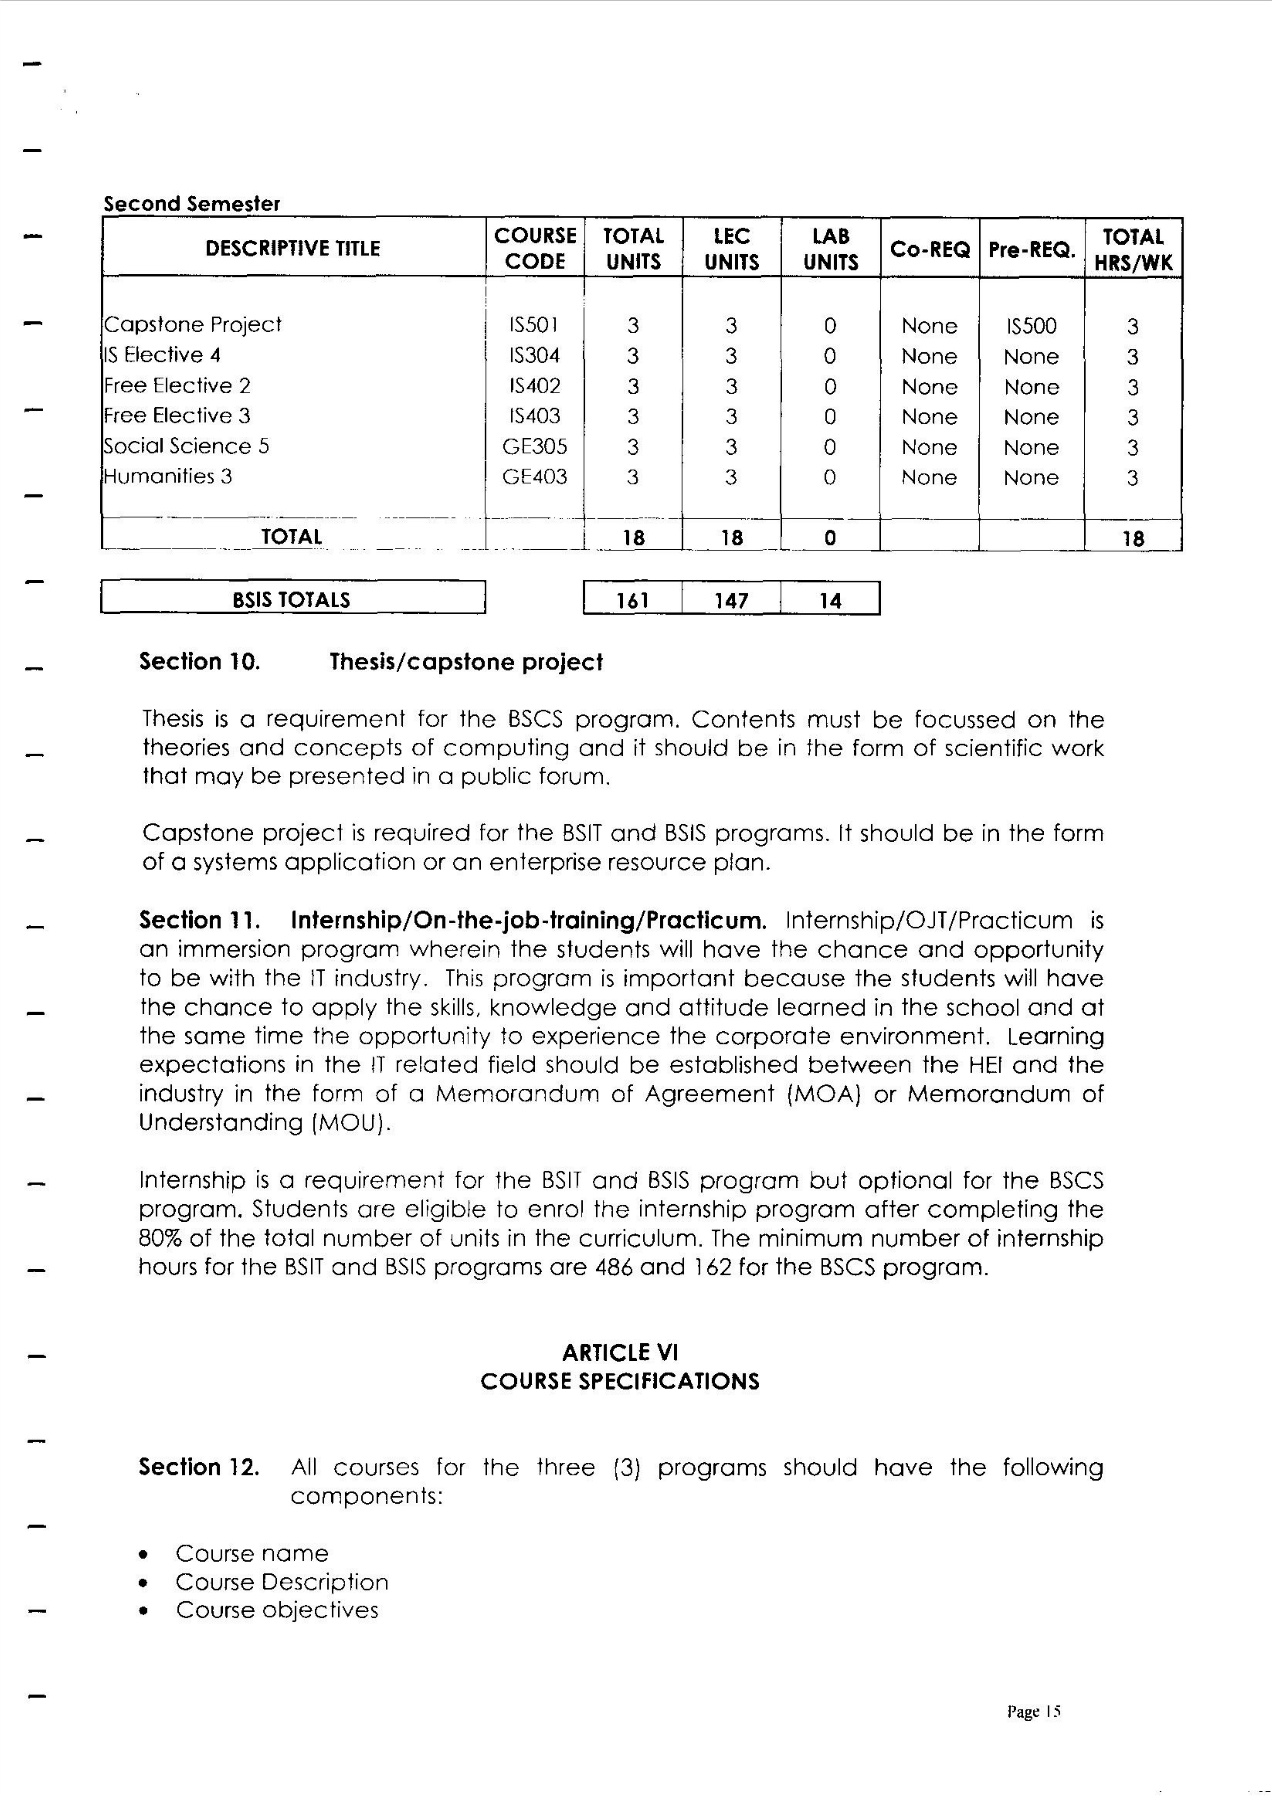 Second Semester
DESCRIPTIVE TITLE COURSE CODE TOTAL UNITS LEC UNITS LAB UNITS Co-REQ Pre-REQ. TOTAL HRS/WK
Capstone Project IS501 3 3 0 None IS500 3
IS Elective 4 IS304 3 3 0 None None 3
Free Elective 2 IS402 3 3 0 None None 3
Free Elective 3 IS403 3 3 0 None None 3
Social Science 5 GE305 3 3 0 None None 3
Humanities 3 GE403 3 3 0 None None 3
TOTAL 18 18 0 18
BSIS TOTALS 161 147 14
Section 10. Thesis/capstone project
Thesis is a requirement for the BSCS program. Contents must be focussed on the
theories and concepts of computing and it should be in the form of scientific work
that may be presented in a public forum.
Capstone project is required for the BSIT and BSIS programs. It should be in the form
of a systems application or an enterprise resource plan.
Section 11. Internship/On-the-job-training/Practicum. Internship/OJT/Practicum is
an immersion program wherein the students will have the chance and opportunity
to be with the IT industry. This program is important because the students will have
the chance to apply the skills, knowledge and attitude learned in the school and at
the same time the opportunity to experience the corporate environment. Learning
expectations in the IT related field should be established between the HEI and the
industry in the form of a Memorandum of Agreement (MOA) or Memorandum of
Understanding (MOU).
Internship is a requirement for the BSIT and BSIS program but optional for the BSCS
program. Students are eligible to enrol the internship program after completing the
80% of the total number of units in the curriculum. The minimum number of internship
hours for the BSIT and BSIS programs are 486 and 162 for the BSCS program.
ARTICLE VI
COURSE SPECIFICATIONS
Section 12. All courses for the three (3) programs should have the following
components:
• Course name
• Course Description
• Course objectives
Page 15